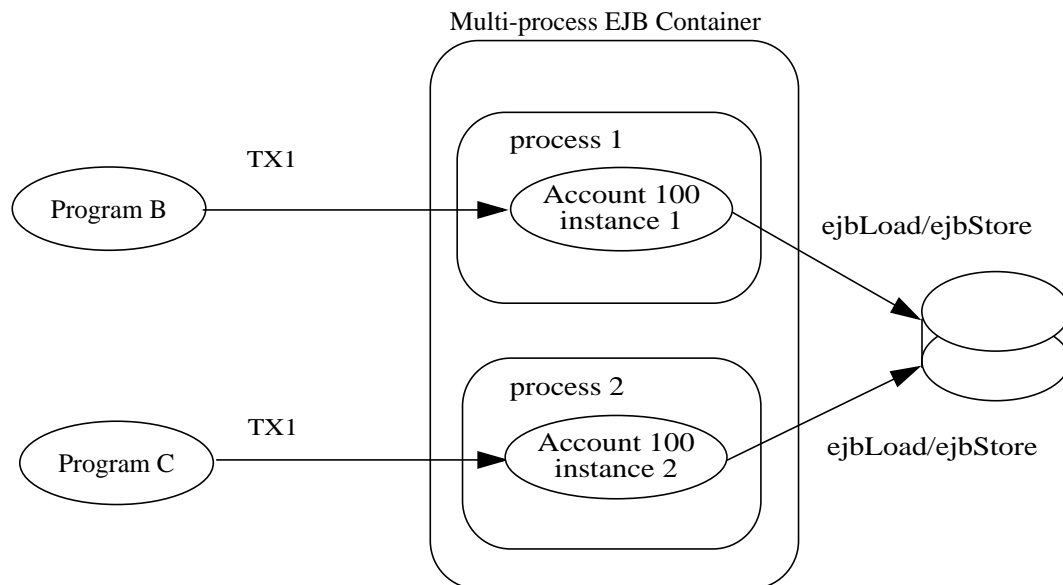 Multi-process EJB Container
process 1
TX1
Account 100
instance 1
Program B
ejbLoad/ejbStore
process 2
TX1
Account 100
instance 2
Program C
ejbLoad/ejbStore